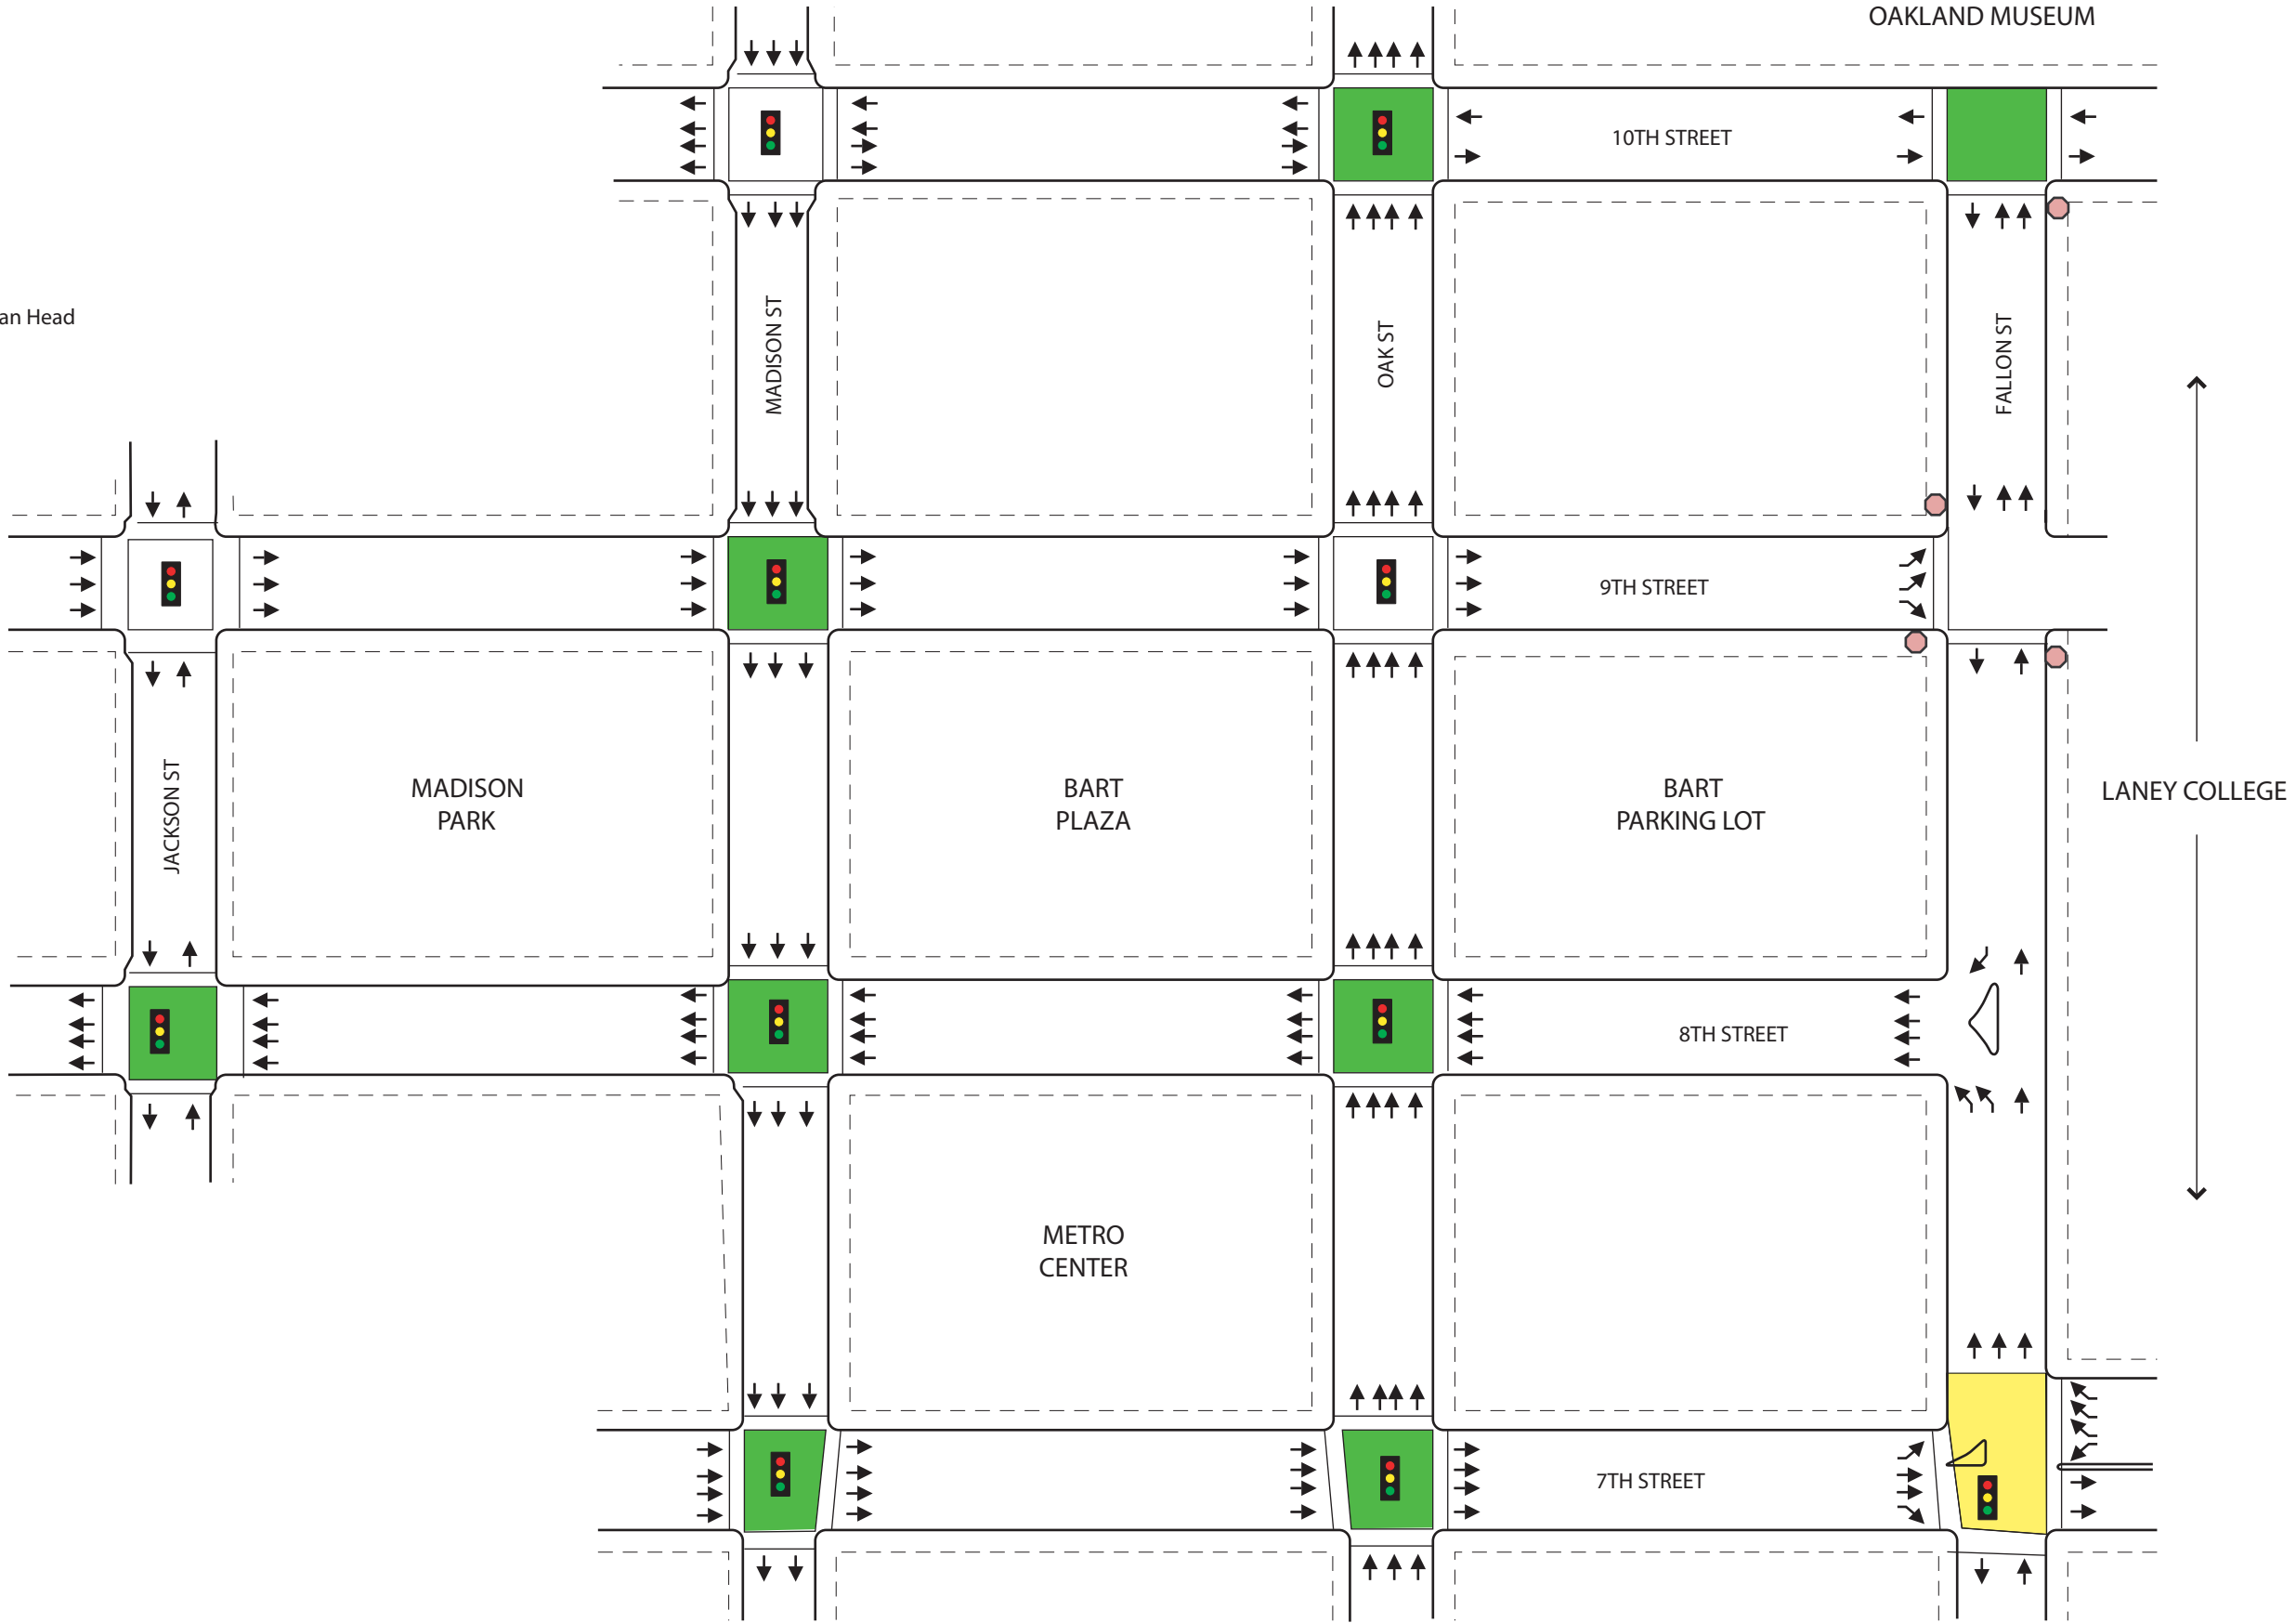 OAKLAND MUSEUM
10TH STREET
an Head
MADISON ST
OAK ST
FALLON ST
9TH STREET
JACKSON ST
MADISON
PARK
BART
PLAZA
BART
PARKING LOT
LANEY COLLEGE
8TH STREET
METRO
CENTER
7TH STREET